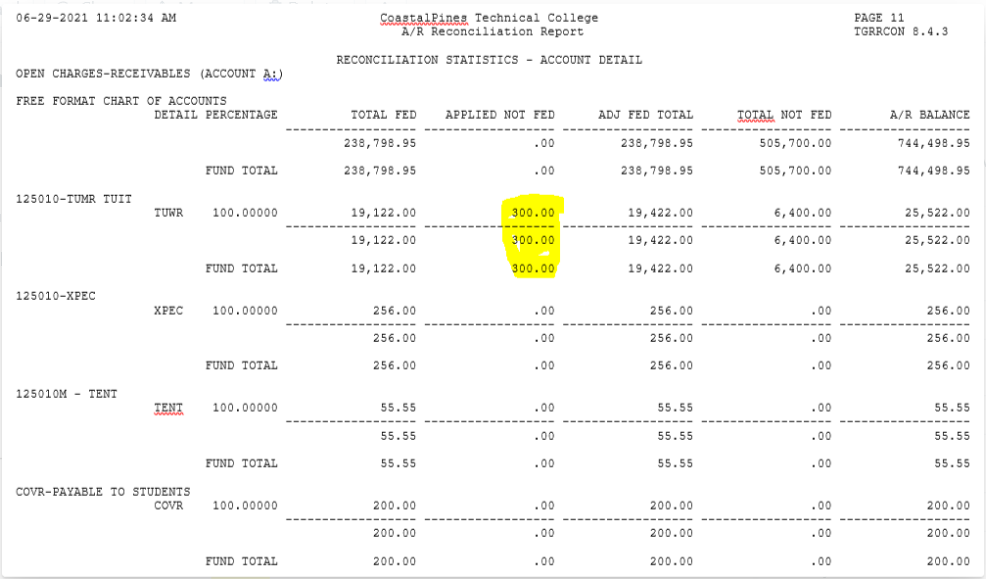 06-29-2021 11:02:34 AM CoastalPines Technical College PAGE 11
A/R Reconciliation Report TGRRCON 8.4.3
RECONCILIATION STATISTICS - ACCOUNT DETAIL
OPEN CHARGES-RECEIVABLES (ACCOUNT A:)
FREE FORMAT CHART OF ACCOUNTS
DETAIL PERCENTAGE TOTAL FED APPLIED NOT FED ADJ FED TOTAL TOTAL NOT FED A/R BALANCE
238,798.95 .00 238,798.95 505,700.00 744,498.95
FUND TOTAL 238,798.95 .00 238,798.95 505,700.00 744,498.95
125010-TUMR TUIT
TUWR 100.00000 19,122.00 300.00 19,422.00 6,400.00 25,522.00
19,122.00 300.00 19,422.00 6,400.00 25,522.00
FUND TOTAL 19,122.00 300.00 19,422.00 6,400.00 25,522.00
125010-XPEC
XPEC 100.00000 256.00 .00 256.00 .00 256.00
256.00 .00 256.00 .00 256.00
FUND TOTAL 256.00 .00 256.00 .00 256.00
125010M - TENT
TENT 100.00000 55.55 .00 55.55 .00 55.55
55.55 .00 55.55 .00 55.55
FUND TOTAL 55.55 .00 55.55 .00 55.55
COVR-PAYABLE TO STUDENTS
COVR 100.00000 200.00 .00 200.00 .00 200.00
200.00 .00 200.00 .00 200.00
FUND TOTAL 200.00 .00 200.00 .00 200.00